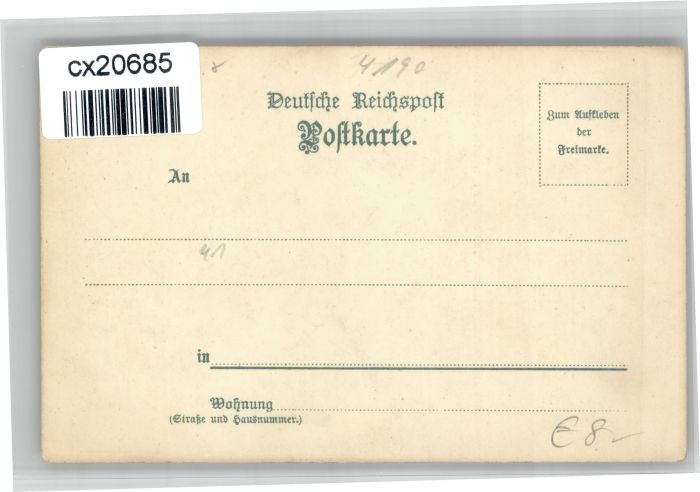 cx20685
4190
Deutsche Reichspost
Postkarte.
Zum Aufkleben
der
Freimarke.
An
41
in
Wohnung
(Straße und Hausnummer.)
€ 8,-